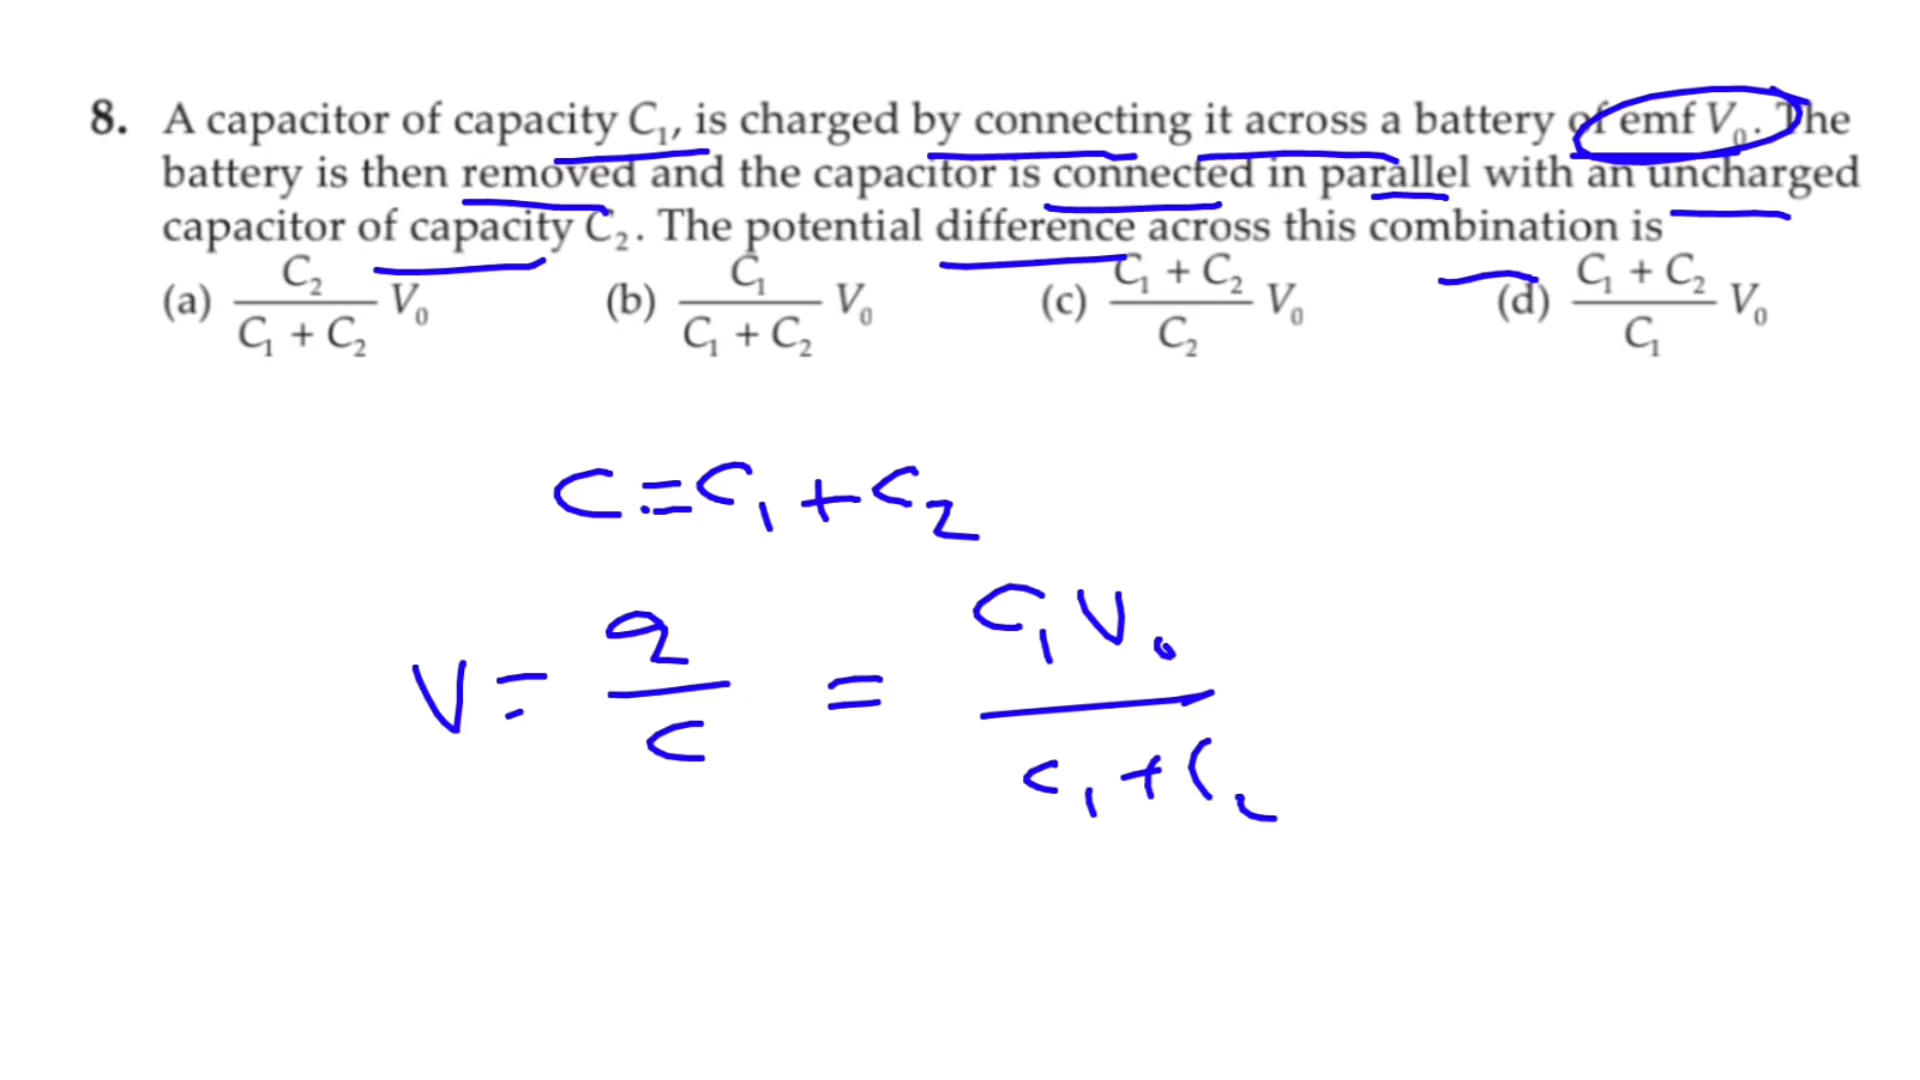 8. A capacitor of capacity C₁, is charged by connecting it across a battery of emf V₀. The
battery is then removed and the capacitor is connected in parallel with an uncharged
capacitor of capacity C₂. The potential difference across this combination is
(a) C₂ / (C₁ + C₂) V₀ (b) C₁ / (C₁ + C₂) V₀ (c) (C₁ + C₂) / C₂ V₀ (d) (C₁ + C₂) / C₁ V₀
C = C₁ + C₂
V = q / C = C₁V₀ / (C₁ + C₂)